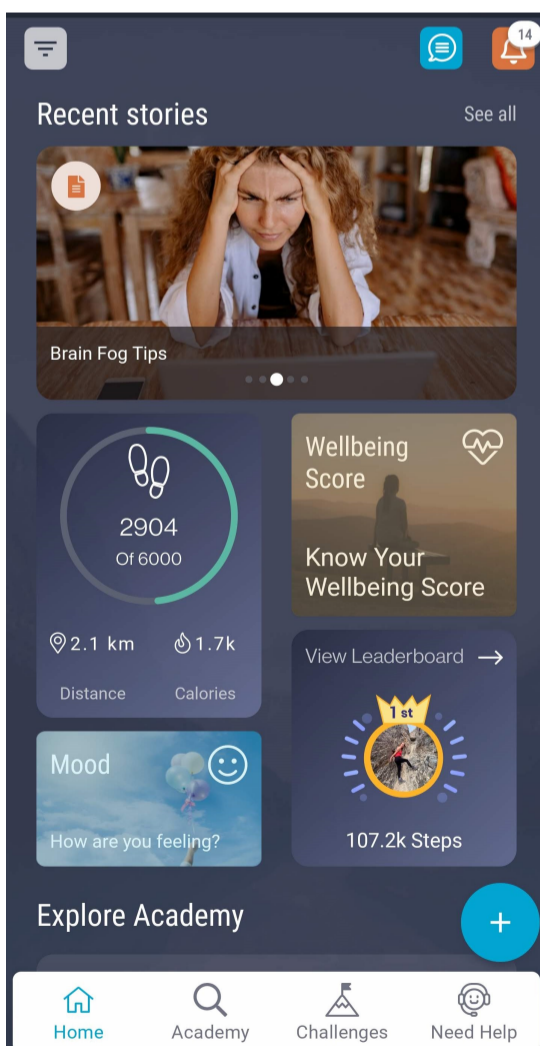 14
Recent stories
See all
Brain Fog Tips
2904
Of 6000
2.1 km
1.7k
Distance
Calories
Wellbeing
Score
Know Your
Wellbeing Score
View Leaderboard
1 st
107.2k Steps
Mood
How are you feeling?
Explore Academy
+
Home
Academy
Challenges
Need Help